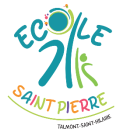 ECOLE
SAINT PIERRE
TALMONT-SAINT-HILAIRE